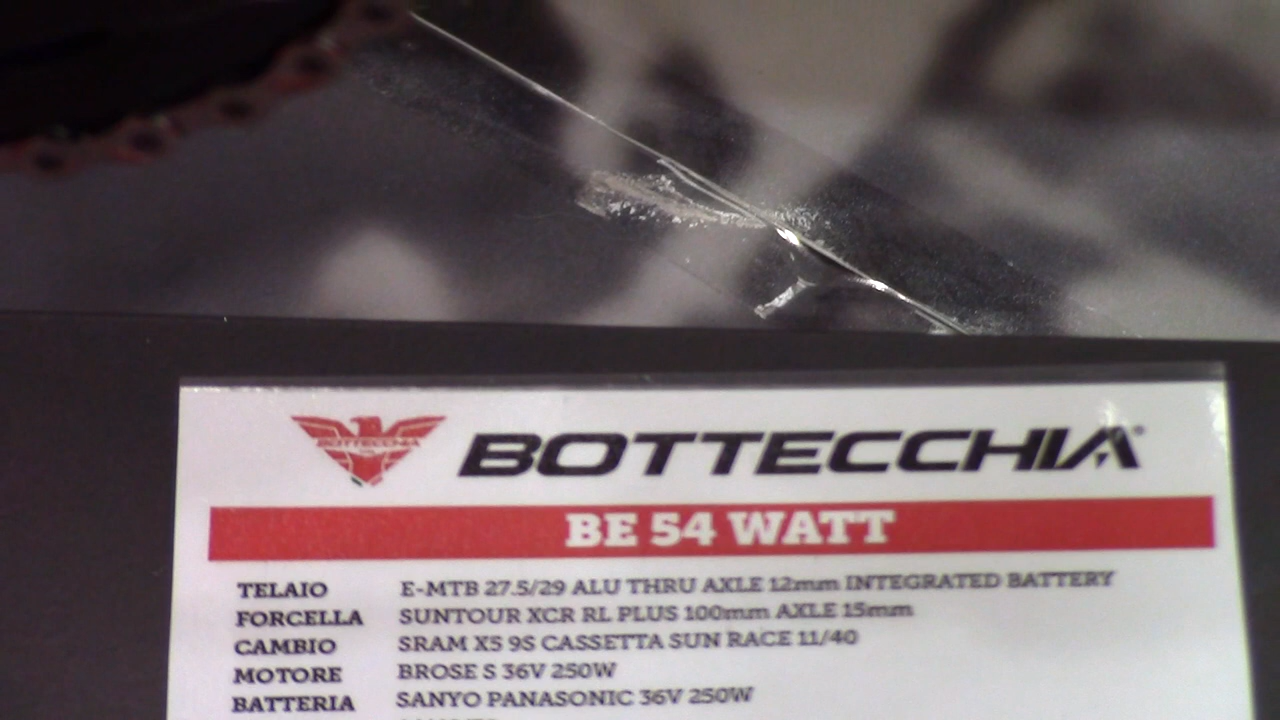 BOTTECCHIA
BOTTECCHIA
BE 54 WATT
TELAIO E-MTB 27.5/29 ALU THRU AXLE 12mm INTEGRATED BATTERY
FORCELLA SUNTOUR XCR RL PLUS 100mm AXLE 15mm
CAMBIO SRAM X5 9S CASSETTA SUN RACE 11/40
MOTORE BROSE S 36V 250W
BATTERIA SANYO PANASONIC 36V 250W